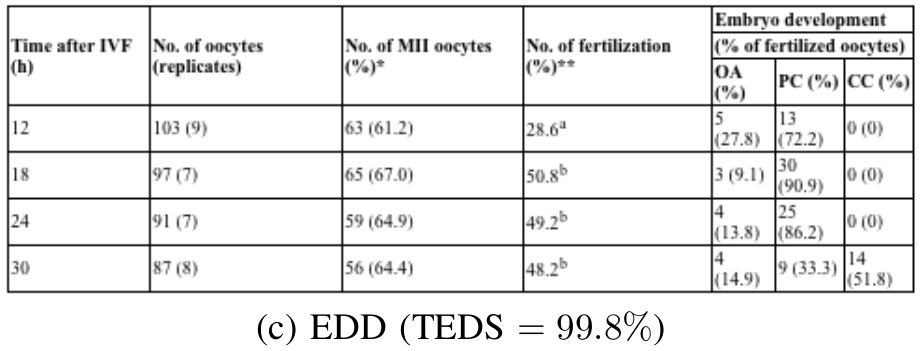 Embryo development
Time after IVF No. of oocytes No. of MII oocytes No. of fertilization (% of fertilized oocytes)
(h) (replicates) (%)* (%)** OA (%) PC (%) CC (%)
12 103 (9) 63 (61.2) 28.6a 5 (27.8) 13 (72.2) 0 (0)
18 97 (7) 65 (67.0) 50.8b 3 (9.1) 30 (90.9) 0 (0)
24 91 (7) 59 (64.9) 49.2b 4 (13.8) 25 (86.2) 0 (0)
30 87 (8) 56 (64.4) 48.2b 4 (14.9) 9 (33.3) 14 (51.8)
(c) EDD (TEDS = 99.8%)